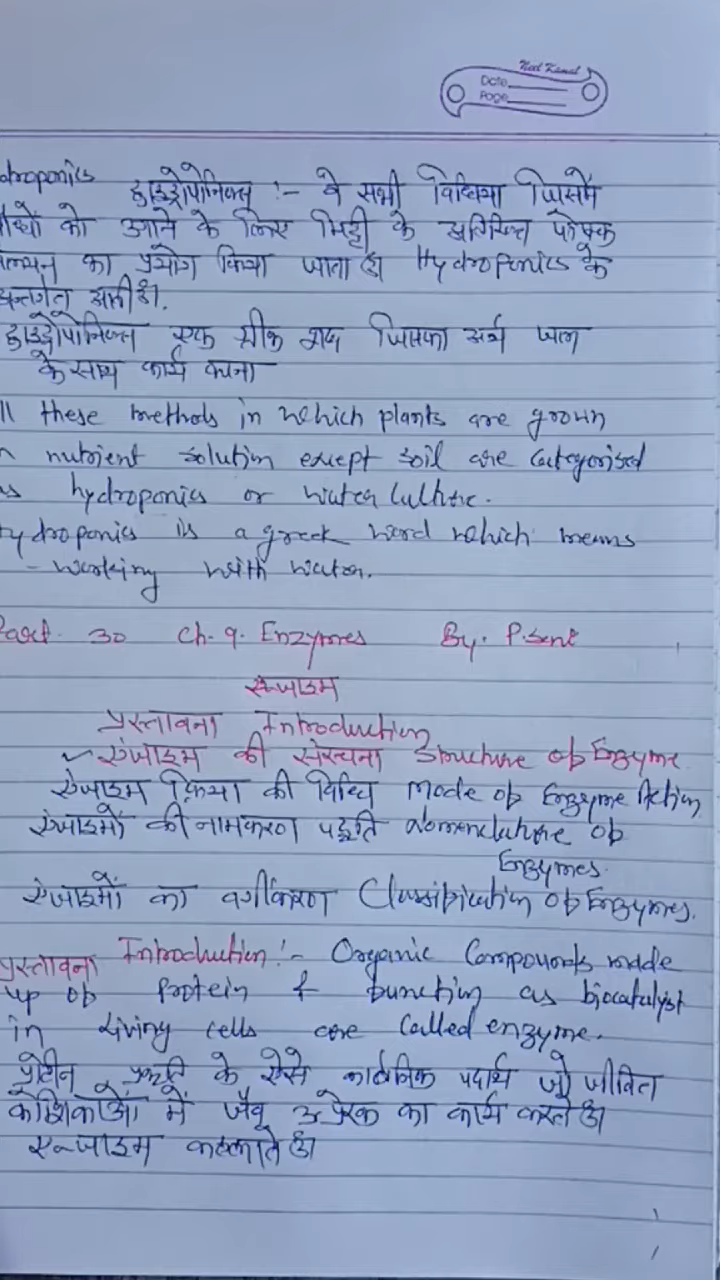 Neel Kamal
Date
Page
droponics हाइड्रोपोनिक्स :- वे सभी विधियां जिसमें
को उगाने के लिए मिट्टी के अतिरिक्त पोषक
का प्रयोग किया जाता है। Hydroponics के
अन्तर्गत आती है।.
हाइड्रोपोनिक्स एक ग्रीक शब्द जिसका अर्थ जल
के साथ कार्य करना
ll these methods in which plants are grown
n nutrient solution except soil are Categorised
as hydroponics or water Culture.
ydroponics is a greek word which means
- working with water.
Part 30 Ch. 9. Enzymes By. P. Soni
एन्जाइम
प्रस्तावना Introduction
एंजाइम की संरचना Structure of Enzyme.
एंजाइम क्रिया की विधि Mode of Enzyme Action
एंजाइमों की नामकरण पद्धति Nomenclature of
Enzymes.
एंजाइमों का वर्गीकरण Classification of Enzymes.
प्रस्तावना Introduction :- Organic Compounds made
up of Protein & function as biocatalyst
in living cells are Called enzyme.
प्रोटीन प्रकृति के ऐसे कार्बनिक पदार्थ जो जीवित
कोशिकाओं में जैव उत्प्रेरक का कार्य करते है।
एन्जाइम कहलाते है।